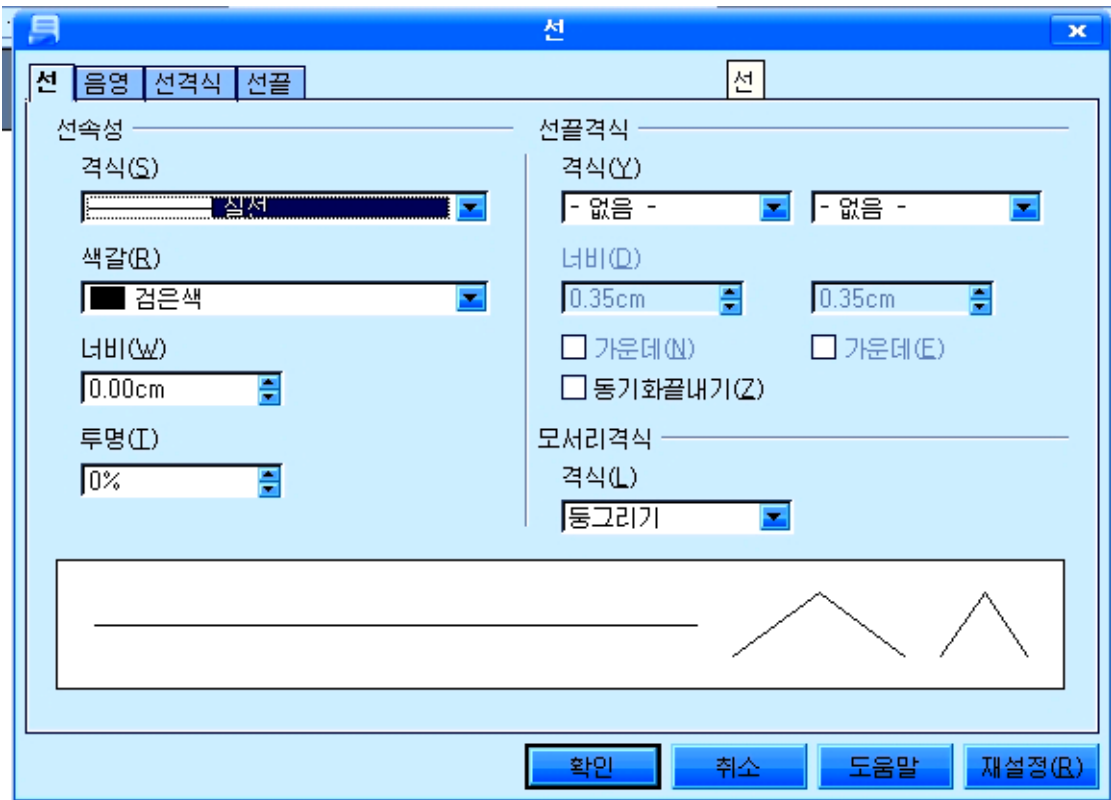 선
선 음영 선격식 선끝
선
선속성
격식(S)
실선
색갈(R)
검은색
너비(W)
0.00cm
투명(T)
0%
선끝격식
격식(Y)
- 없음 - - 없음 -
너비(D)
0.35cm 0.35cm
가운데(N) 가운데(E)
동기화끝내기(Z)
모서리격식
격식(L)
둥그리기
확인 취소 도움말 재설정(R)